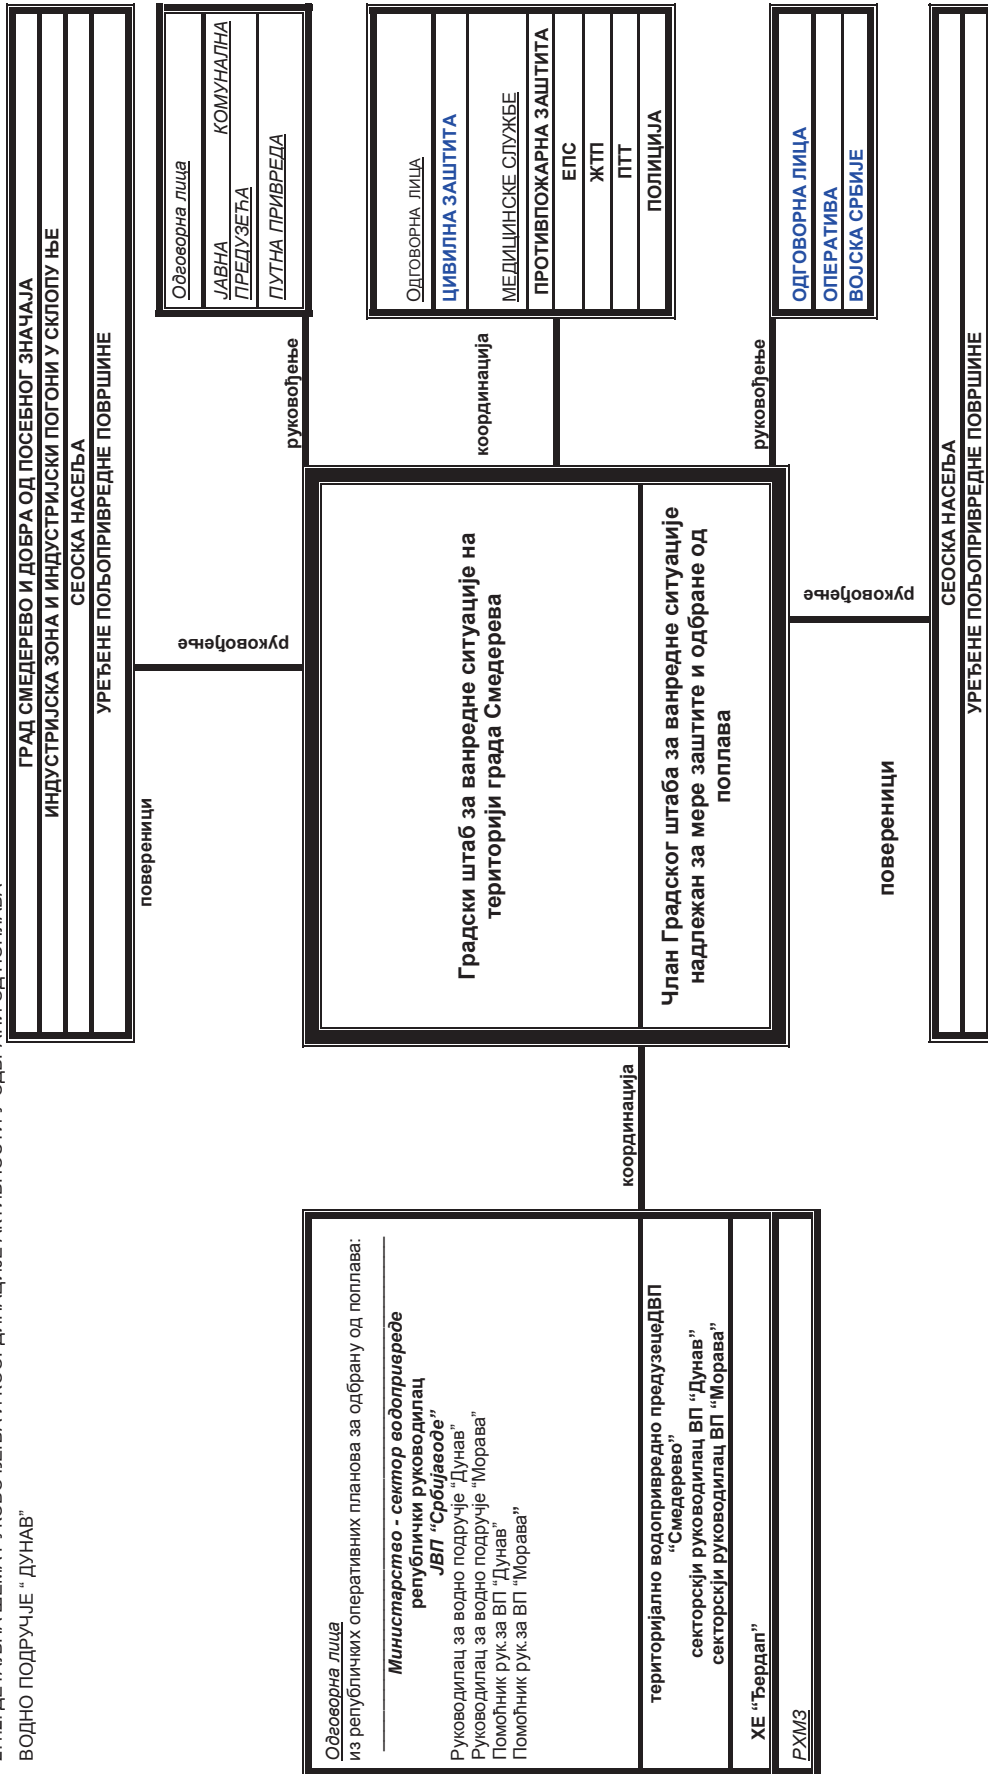 ВОДНО ПОДРУЧЈЕ “ ДУНАВ”
ГРАД СМЕДЕРЕВО И ДОБРА ОД ПОСЕБНОГ ЗНАЧАЈА
ИНДУСТРИЈСКА ЗОНА И ИНДУСТРИЈСКИ ПОГОНИ У СКЛОПУ ЊЕ
СЕОСКА НАСЕЉА
УРЕЂЕНЕ ПОЉОПРИВРЕДНЕ ПОВРШИНЕ
повереници
руковођење
Одговорна лица
из републичких оперативних планова за одбрану од поплава:
Министарство - сектор водопривреде
републички руководилац
ЈВП “Србијаводе”
Руководилац за водно подручје “Дунав”
Руководилац за водно подручје “Морава”
Помоћник рук.за ВП “Дунав”
Помоћник рук.за ВП “Морава”
територијално водопривредно предузецеДВП
“Смедерево”
секторскји руководилац ВП “Дунав”
секторскји руководилац ВП “Морава”
ХЕ “Ђердап”
РХМЗ
координација
Градски штаб за ванредне ситуације на
територији града Смедерева
Члан Градског штаба за ванредне ситуације
надлежан за мере заштите и одбране од
поплава
руковођење
Одговорна лица
ЈАВНА КОМУНАЛНА
ПРЕДУЗЕЋА
ПУТНА ПРИВРЕДА
координација
Одговорна лица
ЦИВИЛНА ЗАШТИТА
МЕДИЦИНСКЕ СЛУЖБЕ
ПРОТИВПОЖАРНА ЗАШТИТА
ЕПС
ЖТП
ПТТ
ПОЛИЦИЈА
руковођење
ОДГОВОРНА ЛИЦА
ОПЕРАТИВА
ВОЈСКА СРБИЈЕ
руковођење
повереници
СЕОСКА НАСЕЉА
УРЕЂЕНЕ ПОЉОПРИВРЕДНЕ ПОВРШИНЕ